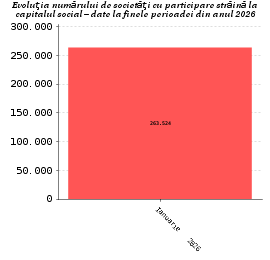 Evoluţia numărului de societăţi cu participare străină la
capitalul social – date la finele perioadei din anul 2026
300.000
250.000
200.000
150.000
100.000
50.000
0
263.524
Ianuarie 2026